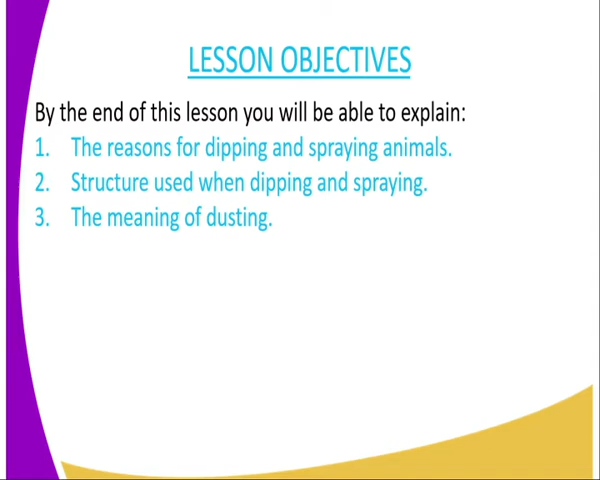 LESSON OBJECTIVES
By the end of this lesson you will be able to explain:
1. The reasons for dipping and spraying animals.
2. Structure used when dipping and spraying.
3. The meaning of dusting.